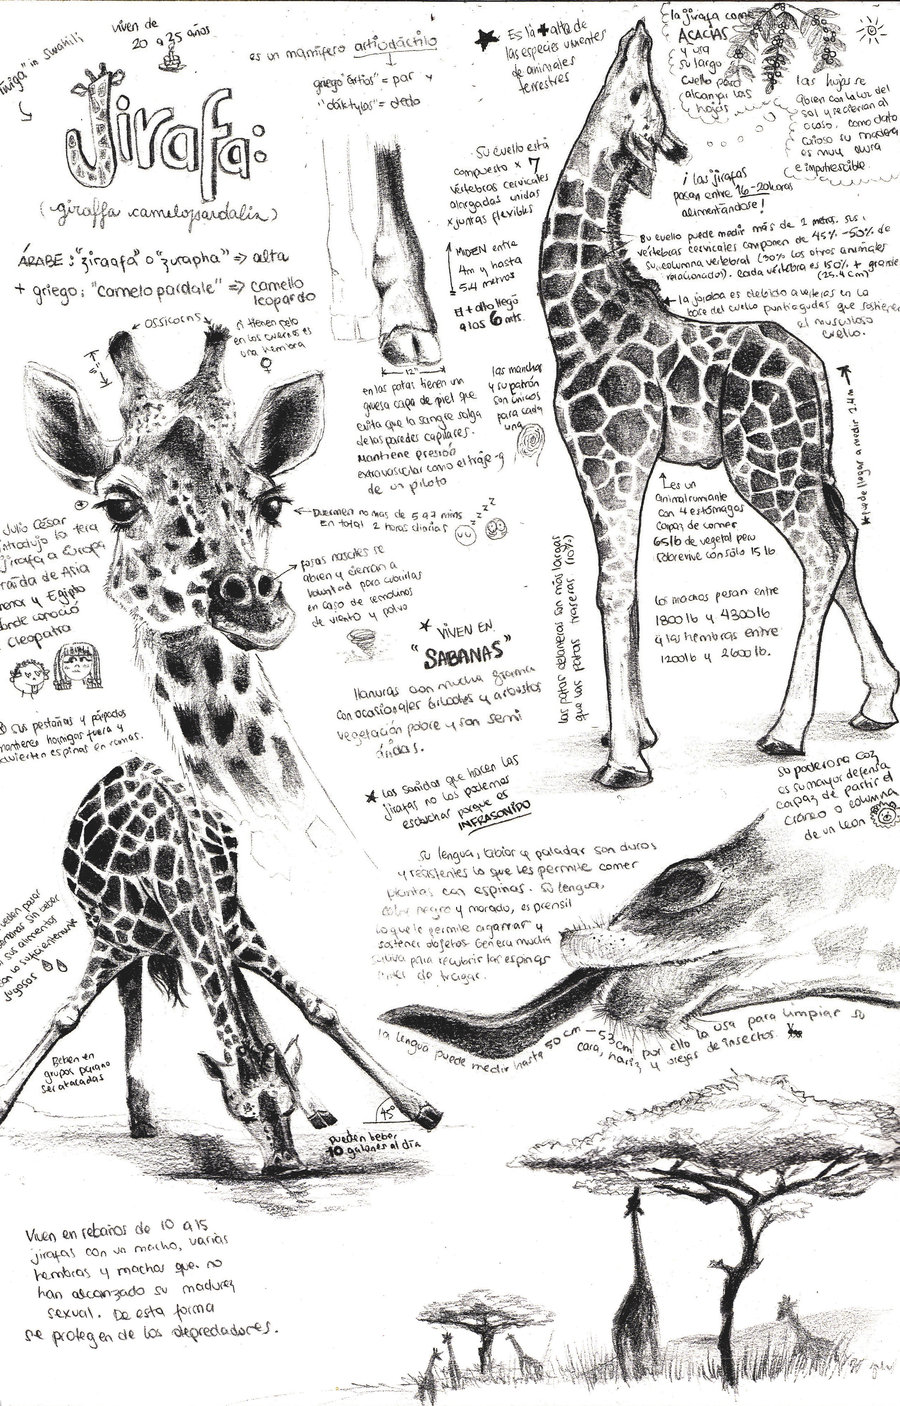 "Twiga" in Swahili
viven de
20 a 25 años
Jirafa:
(giraffa camelopardalis)
ÁRABE: "ziraafa" o "zurapha" => alta
+ griego: "camelo pardale" => camello
leopardo
es un mamífero artiodáctilo
griego "artios" = par y
"dáktylos" = dedo
★ Es la + alta de
las especies vivientes
de animales
terrestres
la jirafa come
ACACIAS
y usa
su largo
cuello para
alcanzar las
hojas
las hojas se
abren con la luz del
sol y se cierran al
ocaso, como dato
curioso su madera
es muy dura
e imputrescible.
Su cuello está
compuesto x 7
vértebras cervicales
alargadas unidas
x juntas flexibles
MIDEN entre
4m y hasta
5.4 metros
El + alto llegó
a los 6 mts.
¡las jirafas
pasan entre 16-20 horas
alimentándose!
Su cuello puede medir más de 2 metros, sus
vértebras cervicales componen de 45% - 50% de
su columna vertebral (30% los otros animales
relacionados). Cada vértebra es 150% + grande
(25.4 cm)
la joroba es debido a vértebras en la
base del cuello puntiagudas que sostienen
al musculoso
cuello.
ossicorns
5"
si tienen pelo
en los cuernos es
una hembra
♀
12"
en las patas tienen una
gruesa capa de piel que
evita que la sangre salga
de las paredes capilares.
Mantiene presión
extravascular como el traje-g
de un piloto
las manchas
y su patrón
son únicos
para cada
una
★ puede llegar a medir 2.4m
es un
animal rumiante
con 4 estómagos
capaz de comer
65lb de vegetal pero
sobrevive con sólo 15lb
los machos pesan entre
1800lb y 4300lb
y las hembras entre
1200lb y 2600lb.
las patas delanteras son más largas
que las patas traseras (10%)
Duermen no más de 5 a 7 mins
en total 2 horas diarias
z z z
fosas nasales se
abren y cierran a
voluntad para cubrirlas
en caso de remolinos
de viento y polvo
Julio César
introdujo la 1era
jirafa a Europa
traída de Asia
menor y Egipto
donde conoció
Cleopatra
sus pestañas y párpados
mantienen hormigas fuera y
advierten espinas en ramas.
★ VIVEN EN
"SABANAS"
llanuras con mucha grama
con ocasionales árboles y arbustos
vegetación pobre y son semi
áridas.
★ Los sonidos que hacen las
jirafas no los podemos
escuchar porque es
INFRASONIDO
su poderosa coz
es su mayor defensa
capaz de partir el
cráneo o columna
de un león
su lengua, labios y paladar son duros
y resistentes lo que les permite comer
plantas con espinas. Su lengua,
color negro y morado, es prensil
lo que le permite agarrar y
sostener objetos. Genera mucha
saliva para recubrir las espinas
antes de tragar.
la lengua puede medir hasta 50 cm - 53 cm, por ello la usa para limpiar su
cara, nariz y orejas de insectos.
pueden pasar
semanas sin beber
si sus alimentos
son lo suficientemente
jugosos
Beben en
grupos para no
ser atacadas
45°
pueden beber
10 galones al día
Viven en rebaños de 10 a 15
jirafas con un macho, varias
hembras y machos que no
han alcanzado su madurez
sexual. De esta forma
se protegen de los depredadores.